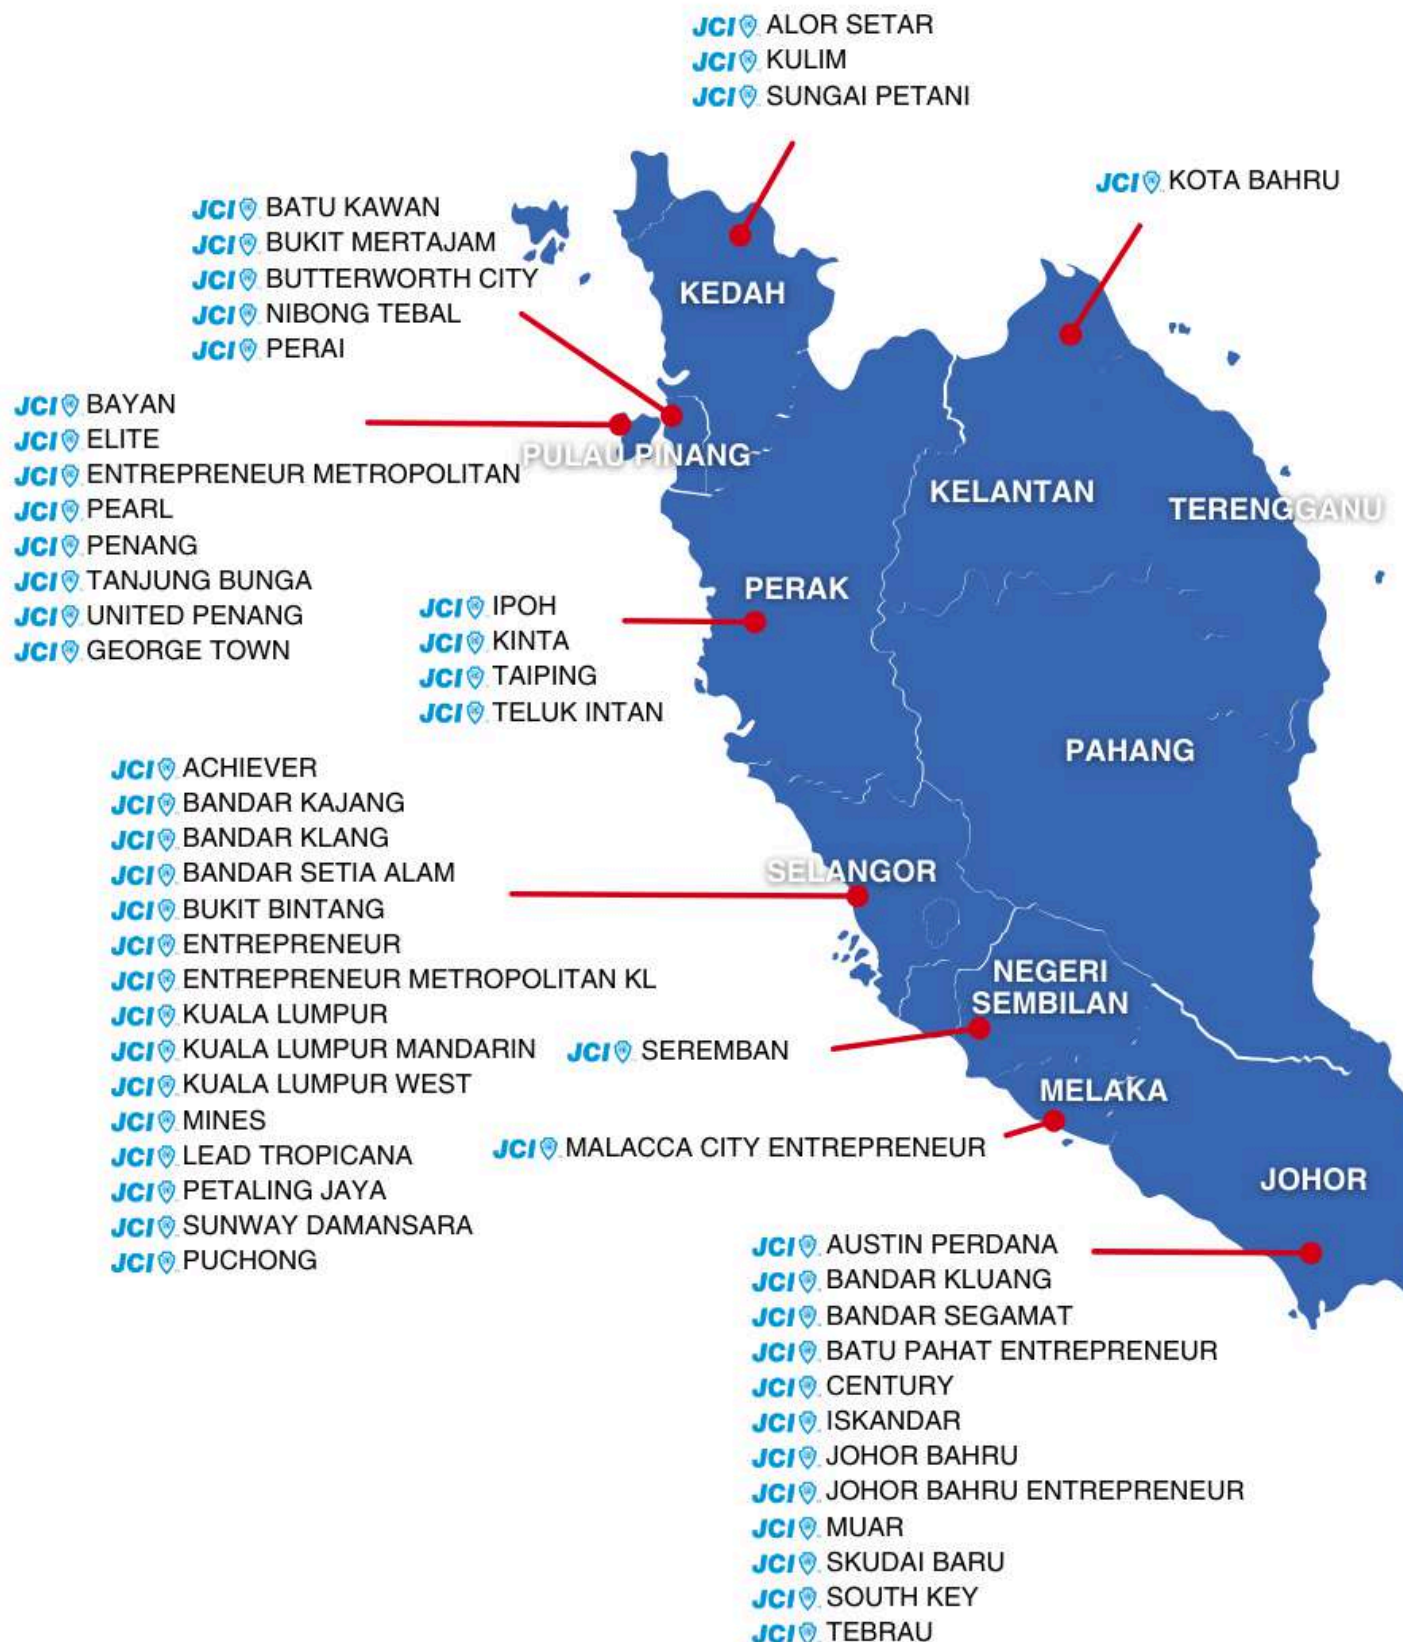 JCI ALOR SETAR
JCI KULIM
JCI SUNGAI PETANI
JCI KOTA BAHRU
JCI BATU KAWAN
JCI BUKIT MERTAJAM
JCI BUTTERWORTH CITY
JCI NIBONG TEBAL
JCI PERAI
KEDAH
JCI BAYAN
JCI ELITE
JCI ENTREPRENEUR METROPOLITAN
JCI PEARL
JCI PENANG
JCI TANJUNG BUNGA
JCI UNITED PENANG
JCI GEORGE TOWN
PULAU PINANG
KELANTAN
TERENGGANU
PERAK
JCI IPOH
JCI KINTA
JCI TAIPING
JCI TELUK INTAN
PAHANG
JCI ACHIEVER
JCI BANDAR KAJANG
JCI BANDAR KLANG
JCI BANDAR SETIA ALAM
JCI BUKIT BINTANG
JCI ENTREPRENEUR
JCI ENTREPRENEUR METROPOLITAN KL
JCI KUALA LUMPUR
JCI KUALA LUMPUR MANDARIN
JCI KUALA LUMPUR WEST
JCI MINES
JCI LEAD TROPICANA
JCI PETALING JAYA
JCI SUNWAY DAMANSARA
JCI PUCHONG
SELANGOR
NEGERI
SEMBILAN
JCI SEREMBAN
MELAKA
JCI MALACCA CITY ENTREPRENEUR
JOHOR
JCI AUSTIN PERDANA
JCI BANDAR KLUANG
JCI BANDAR SEGAMAT
JCI BATU PAHAT ENTREPRENEUR
JCI CENTURY
JCI ISKANDAR
JCI JOHOR BAHRU
JCI JOHOR BAHRU ENTREPRENEUR
JCI MUAR
JCI SKUDAI BARU
JCI SOUTH KEY
JCI TEBRAU